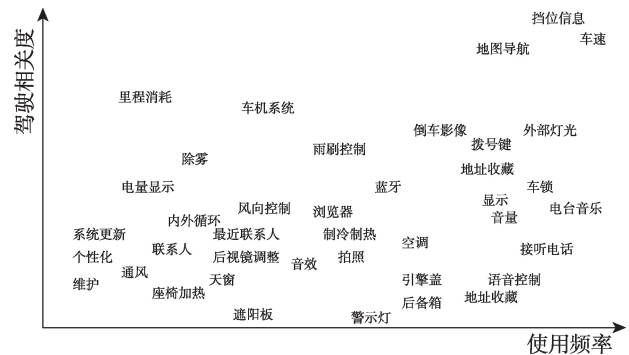 挡位信息
车速
地图导航
驾驶相关度
里程消耗
车机系统
倒车影像
外部灯光
拨号键
雨刷控制
除雾
地址收藏
电量显示
蓝牙
车锁
显示
电台音乐
风向控制
浏览器
音量
内外循环
系统更新
最近联系人
制冷制热
空调
联系人
接听电话
个性化
后视镜调整
拍照
音效
通风
维护
天窗
引擎盖
语音控制
座椅加热
地址收藏
后备箱
遮阳板
警示灯
使用频率